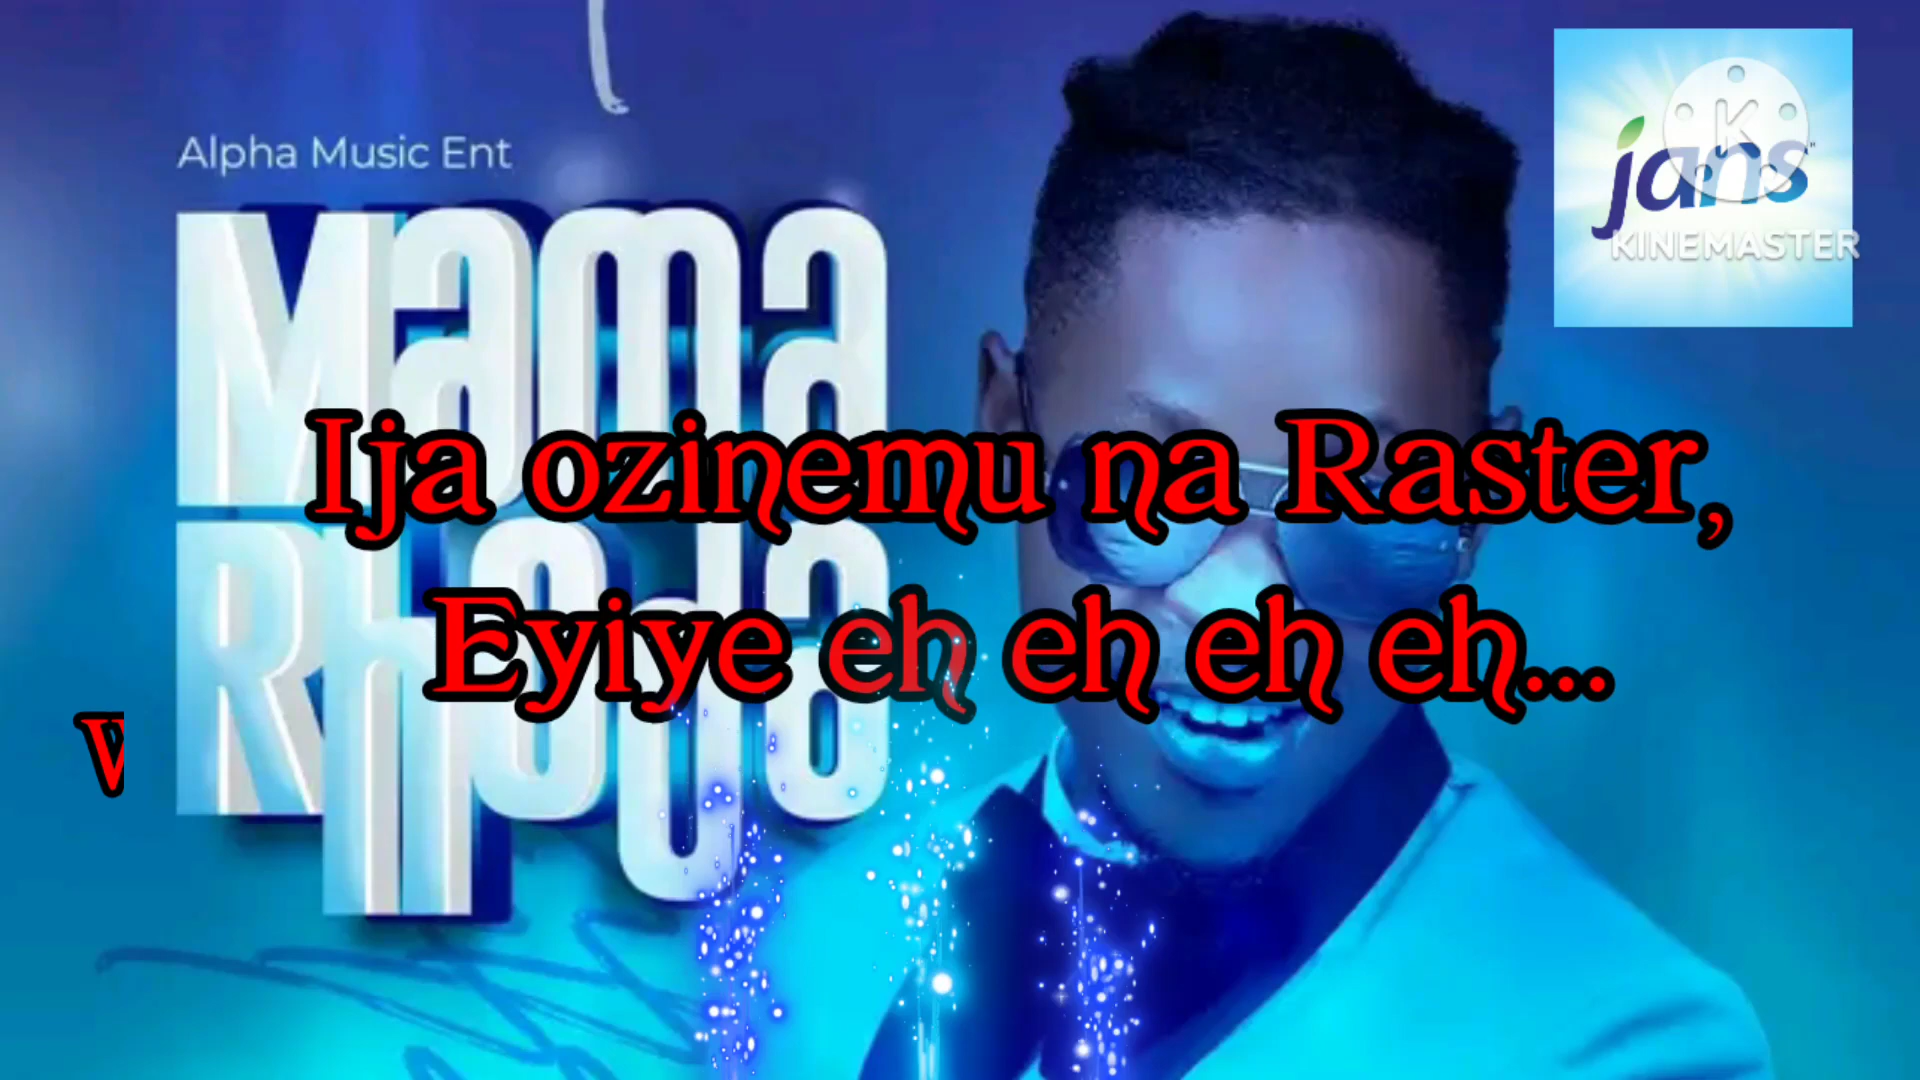 Alpha Music Ent
Mama
Rhoda
jans
K
KINEMASTER
Ija ozinemu na Raster,
Eyiye eh eh eh eh...